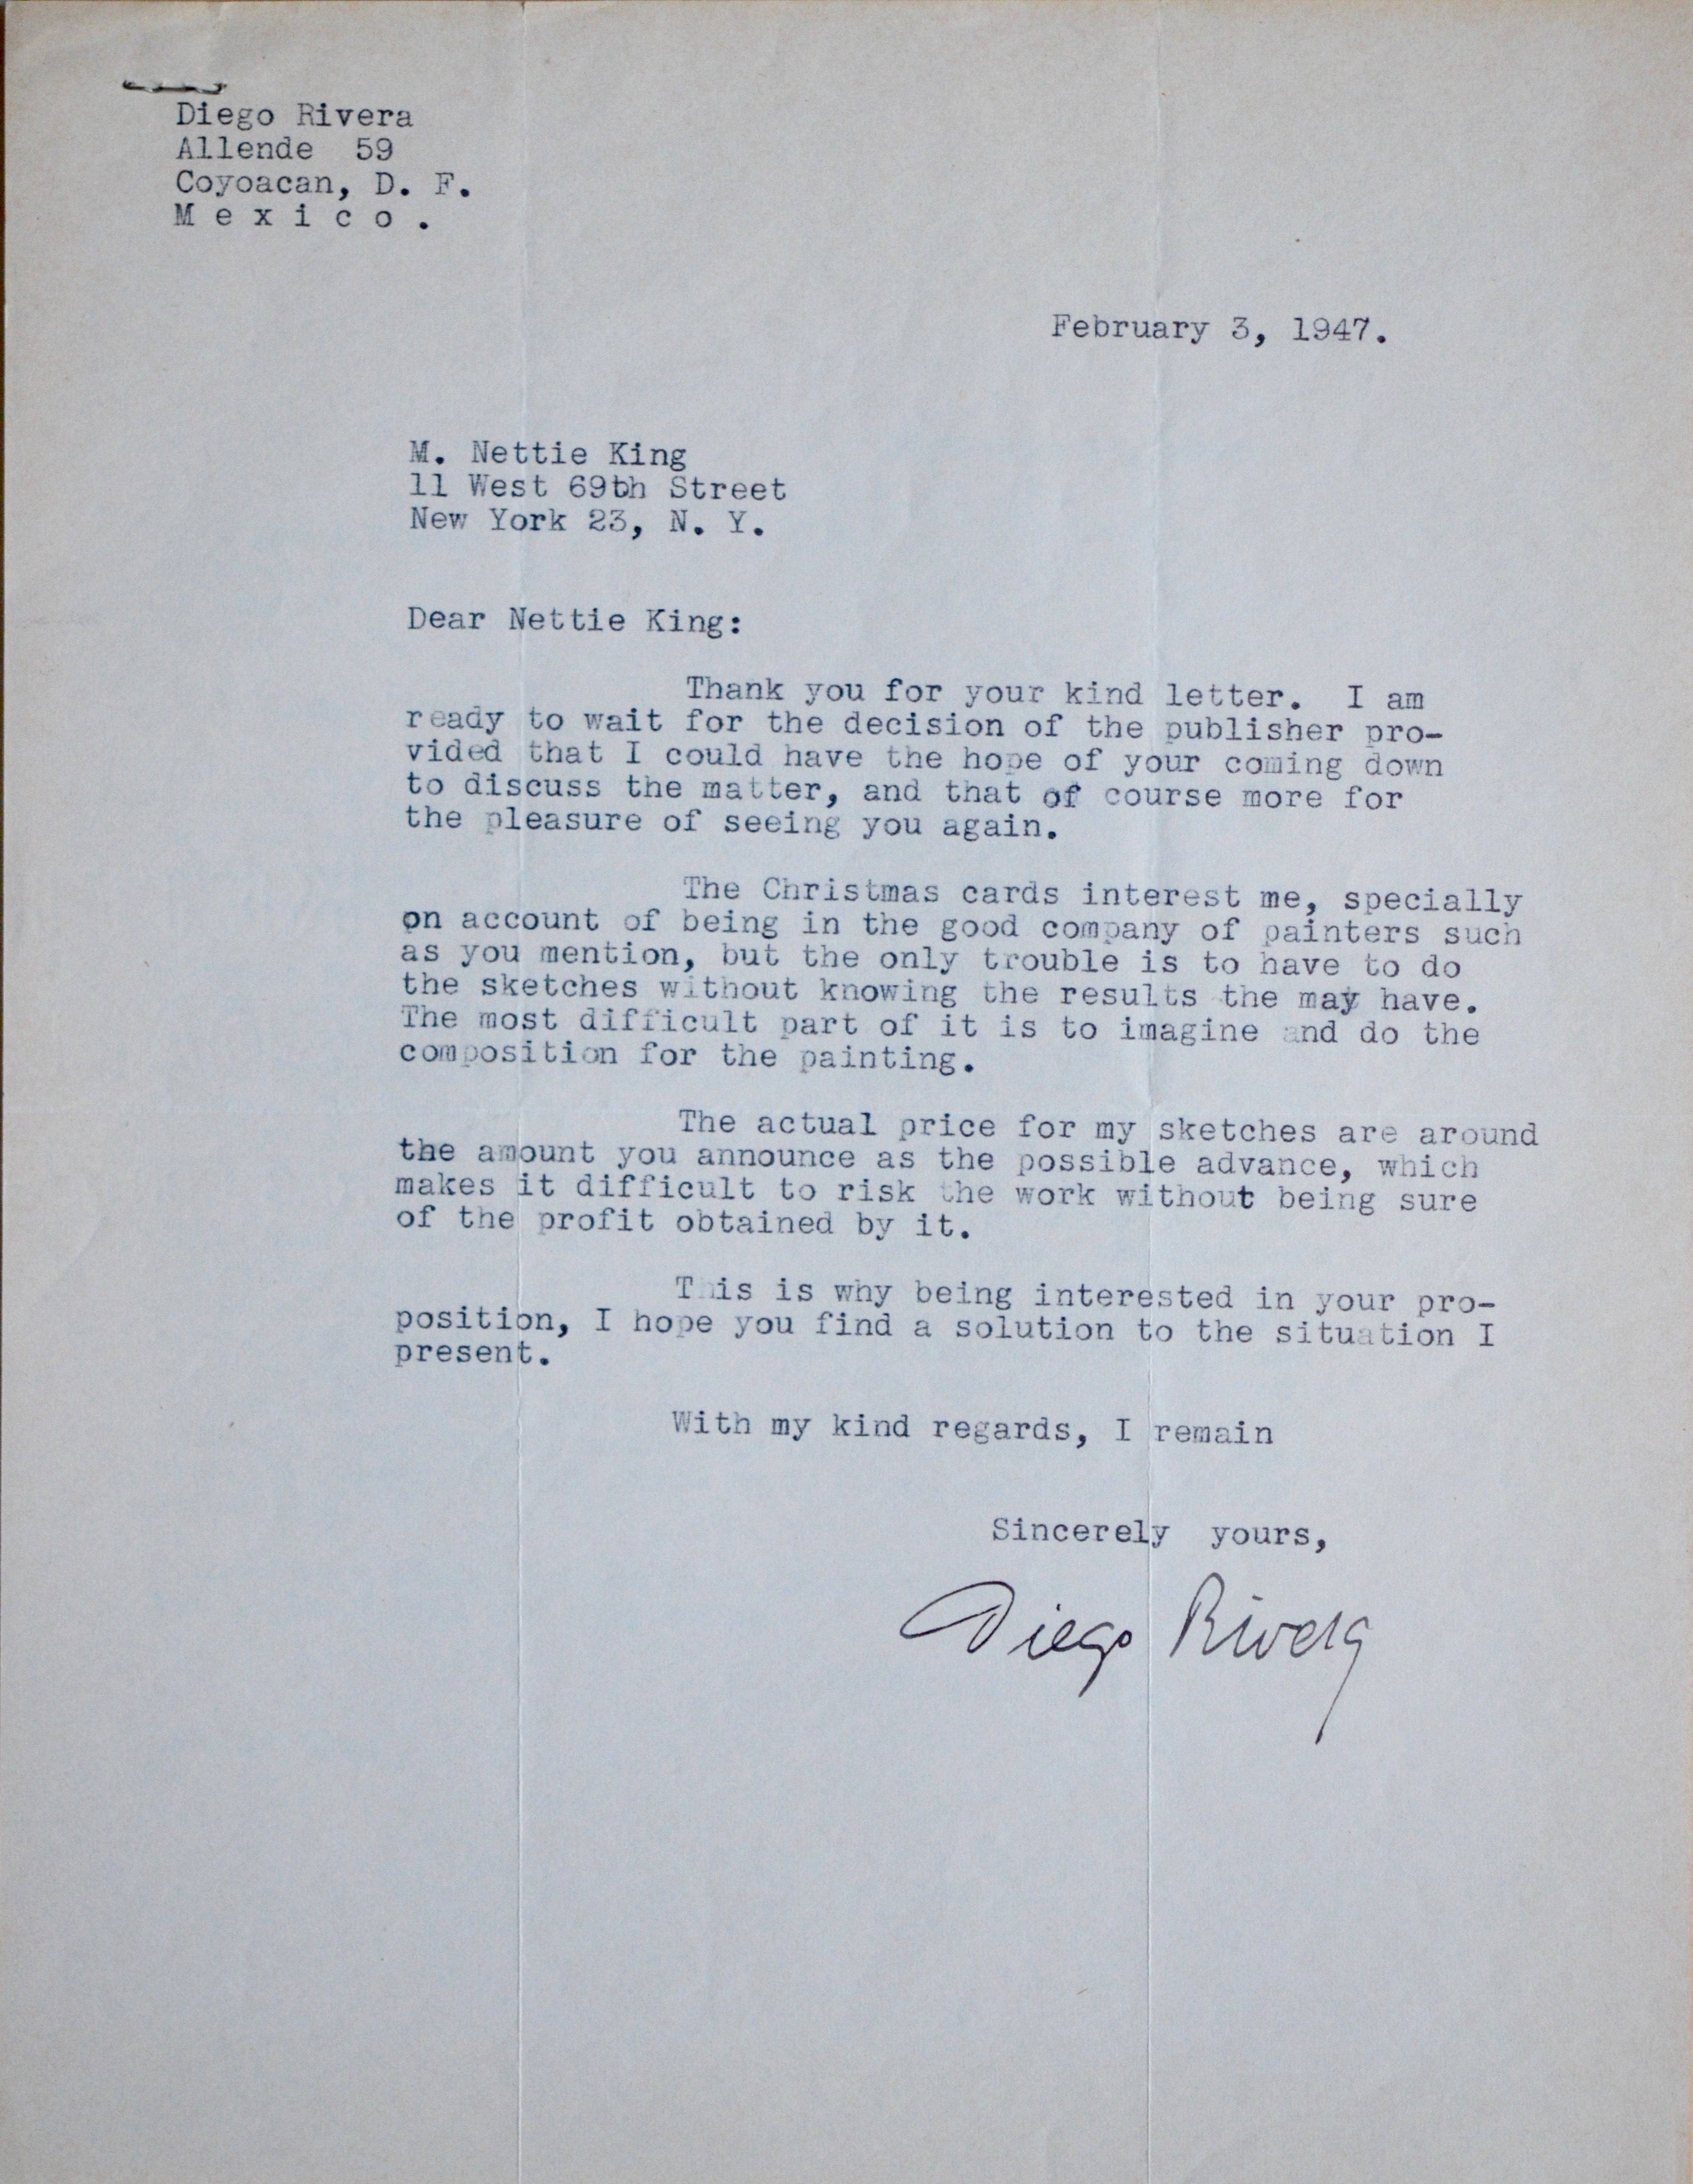 Diego Rivera
Allende 59
Coyoacan, D. F.
M e x i c o .
February 3, 1947.
M. Nettie King
11 West 69th Street
New York 23, N. Y.
Dear Nettie King:
Thank you for your kind letter. I am
ready to wait for the decision of the publisher pro-
vided that I could have the hope of your coming down
to discuss the matter, and that of course more for
the pleasure of seeing you again.
The Christmas cards interest me, specially
on account of being in the good company of painters such
as you mention, but the only trouble is to have to do
the sketches without knowing the results the may have.
The most difficult part of it is to imagine and do the
composition for the painting.
The actual price for my sketches are around
the amount you announce as the possible advance, which
makes it difficult to risk the work without being sure
of the profit obtained by it.
This is why being interested in your pro-
position, I hope you find a solution to the situation I
present.
With my kind regards, I remain
Sincerely yours,
Diego Rivera